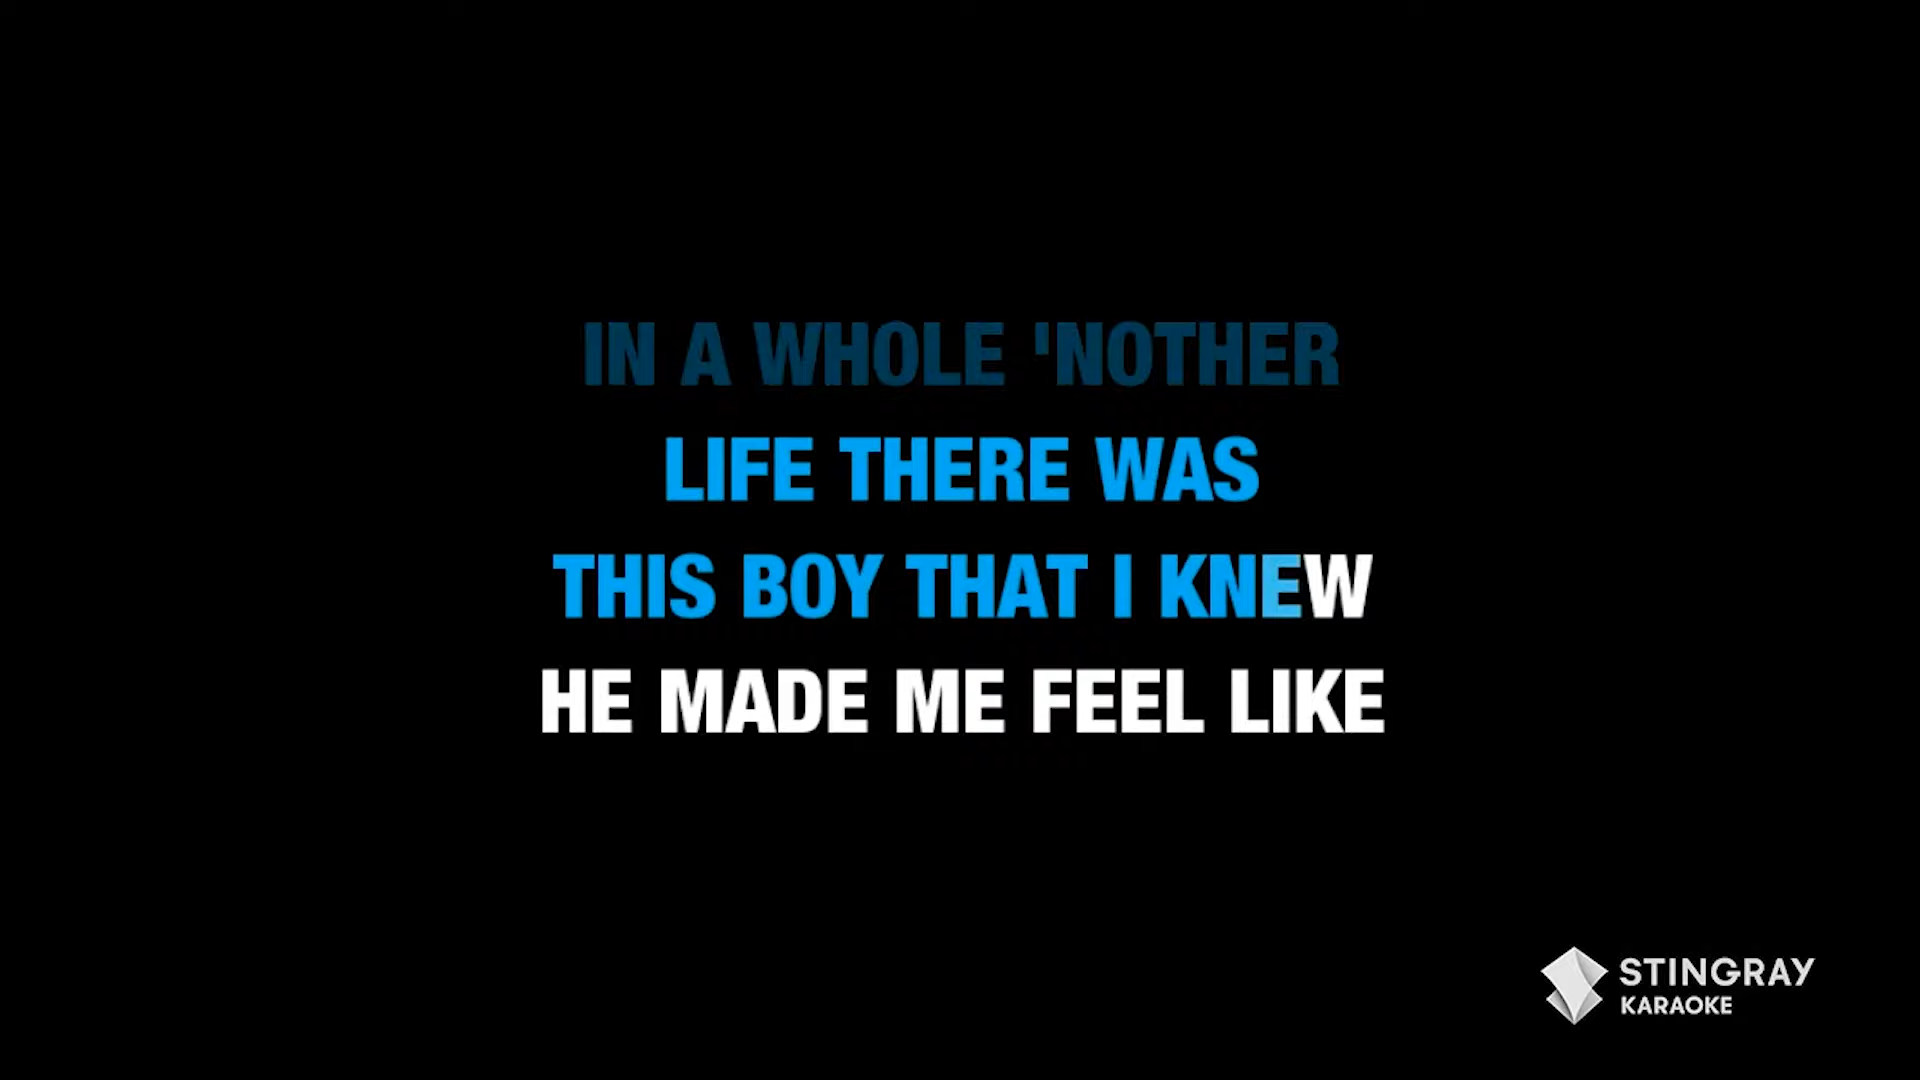 IN A WHOLE 'NOTHER
LIFE THERE WAS
THIS BOY THAT I KNEW
HE MADE ME FEEL LIKE
STINGRAY
KARAOKE